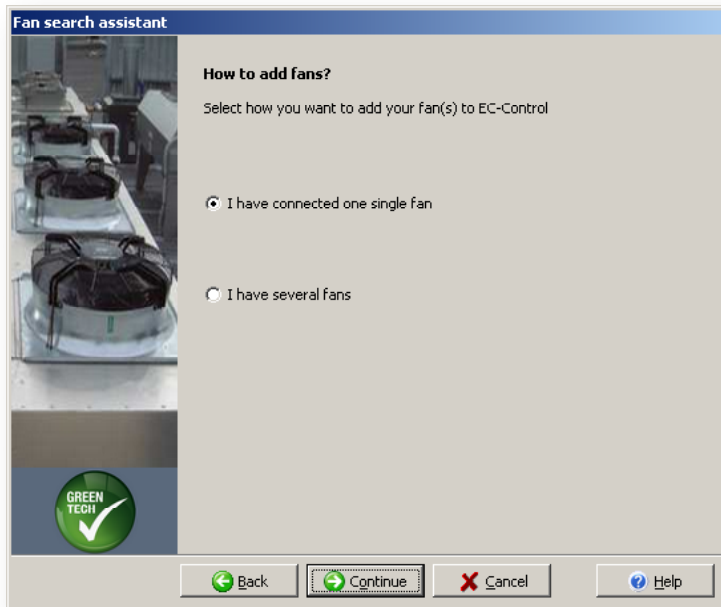 Fan search assistant
How to add fans?
Select how you want to add your fan(s) to EC-Control
I have connected one single fan
I have several fans
GREEN
TECH
Back
Continue
Cancel
Help